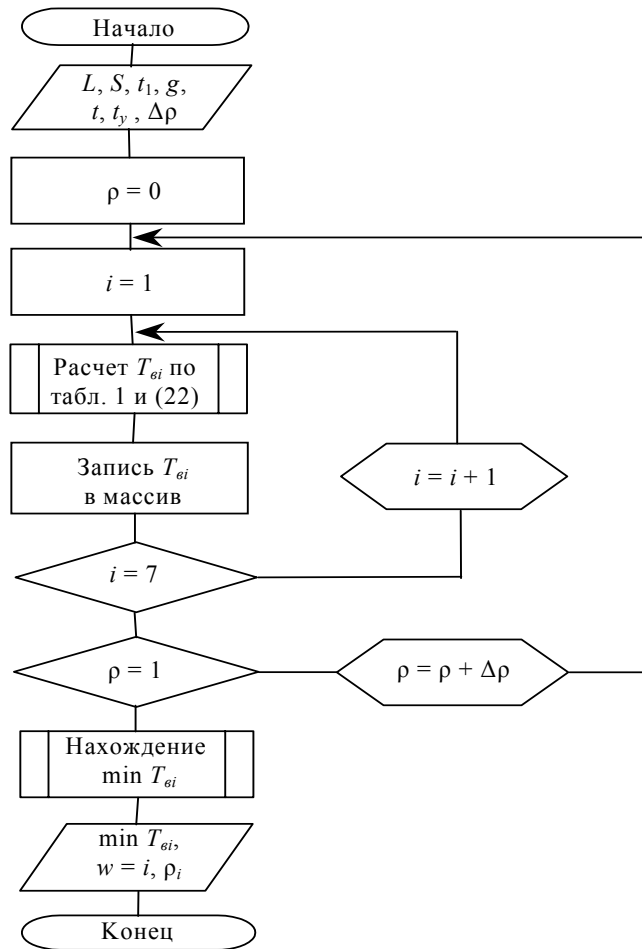 Начало
L, S, t₁, g,
t, tᵧ , Δρ
ρ = 0
i = 1
Расчет Tвi по
табл. 1 и (22)
Запись Tвi
в массив
i = i + 1
i = 7
ρ = 1
ρ = ρ + Δρ
Нахождение
min Tвi
min Tвi,
w = i, ρi
Конец